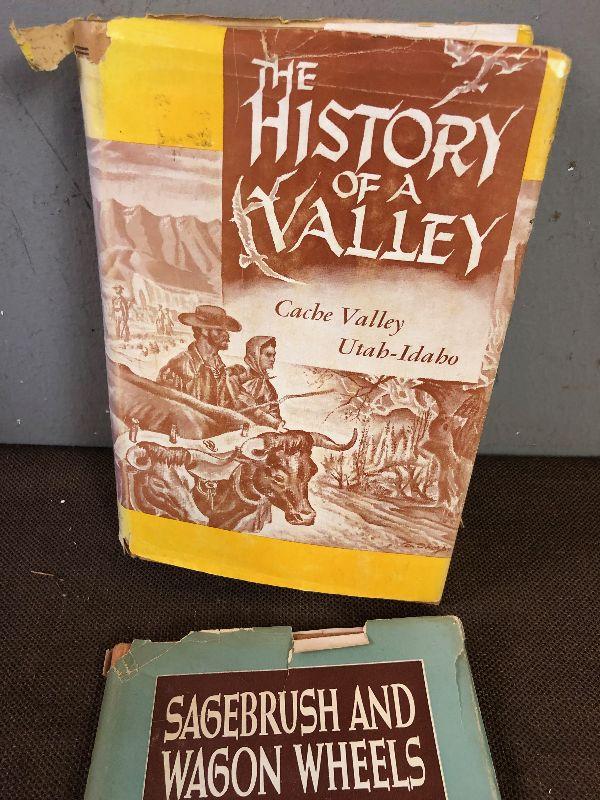 THE
HISTORY
OF A
VALLEY
Cache Valley
Utah-Idaho
SAGEBRUSH AND
WAGON WHEELS